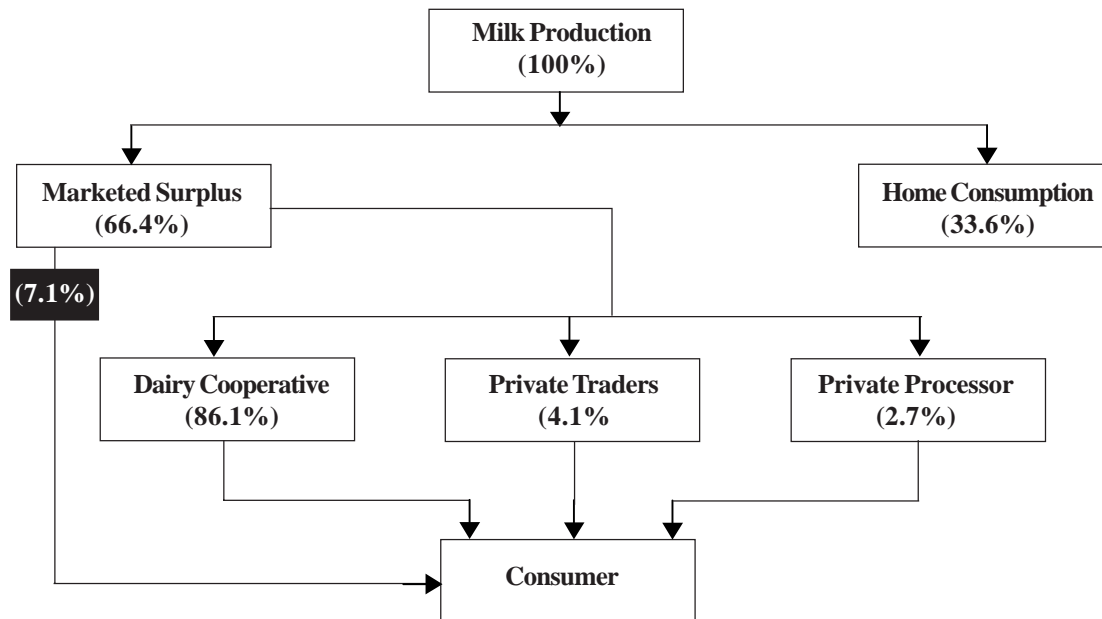 Milk Production
(100%)
Marketed Surplus
(66.4%)
Home Consumption
(33.6%)
(7.1%)
Dairy Cooperative
(86.1%)
Private Traders
(4.1%
Private Processor
(2.7%)
Consumer